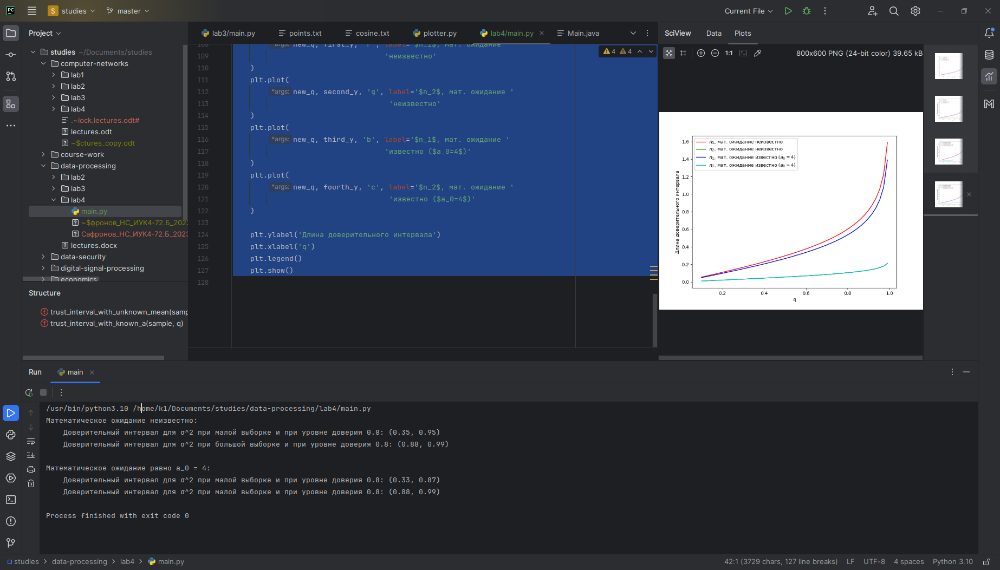 PC
S studies
master
Current File
Project
lab3/main.py
points.txt
cosine.txt
plotter.py
lab4/main.py
Main.java
SciView
Data
Plots
studies ~/Documents/studies
computer-networks
lab1
lab2
lab3
lab4
.~lock.lectures.odt#
lectures.odt
~$ctures_copy.odt
course-work
data-processing
lab2
lab3
lab4
main.py
~$фронов_НС_ИУК4-72.Б_202
Сафронов_НС_ИУК4-72.Б_202
lectures.docx
data-security
digital-signal-processing
economics
4 4
*args: new_q, first_y, 'r', label='$n_1$, мат. ожидание '
109 'неизвестно'
110 )
111 plt.plot(
112 *args: new_q, second_y, 'g', label='$n_2$, мат. ожидание '
113 'неизвестно'
114 )
115 plt.plot(
116 *args: new_q, third_y, 'b', label='$n_1$, мат. ожидание '
117 'известно ($a_0=4$)'
118 )
119 plt.plot(
120 *args: new_q, fourth_y, 'c', label='$n_2$, мат. ожидание '
121 'известно ($a_0=4$)'
122 )
123
124 plt.ylabel('Длина доверительного интервала')
125 plt.xlabel('q')
126 plt.legend()
127 plt.show()
128
1:1
800x600 PNG (24-bit color) 39.65 kB
n₁, мат. ожидание неизвестно
n₂, мат. ожидание неизвестно
n₁, мат. ожидание известно (a₀ = 4)
n₂, мат. ожидание известно (a₀ = 4)
Длина доверительного интервала
1.6
1.4
1.2
1.0
0.8
0.6
0.4
0.2
0.0
0.2 0.4 0.6 0.8 1.0
q
Structure
trust_interval_with_unknown_mean(samp
trust_interval_with_known_a(sample, q)
Run
main
/usr/bin/python3.10 /home/k1/Documents/studies/data-processing/lab4/main.py
Математическое ожидание неизвестно:
Доверительный интервал для σ^2 при малой выборке и при уровне доверия 0.8: (0.35, 0.95)
Доверительный интервал для σ^2 при большой выборке и при уровне доверия 0.8: (0.88, 0.99)
Математическое ожидание равно a_0 = 4:
Доверительный интервал для σ^2 при малой выборке и при уровне доверия 0.8: (0.33, 0.87)
Доверительный интервал для σ^2 при малой выборке и при уровне доверия 0.8: (0.88, 0.99)
Process finished with exit code 0
studies > data-processing > lab4 > main.py
42:1 (3729 chars, 127 line breaks)
LF
UTF-8
4 spaces
Python 3.10